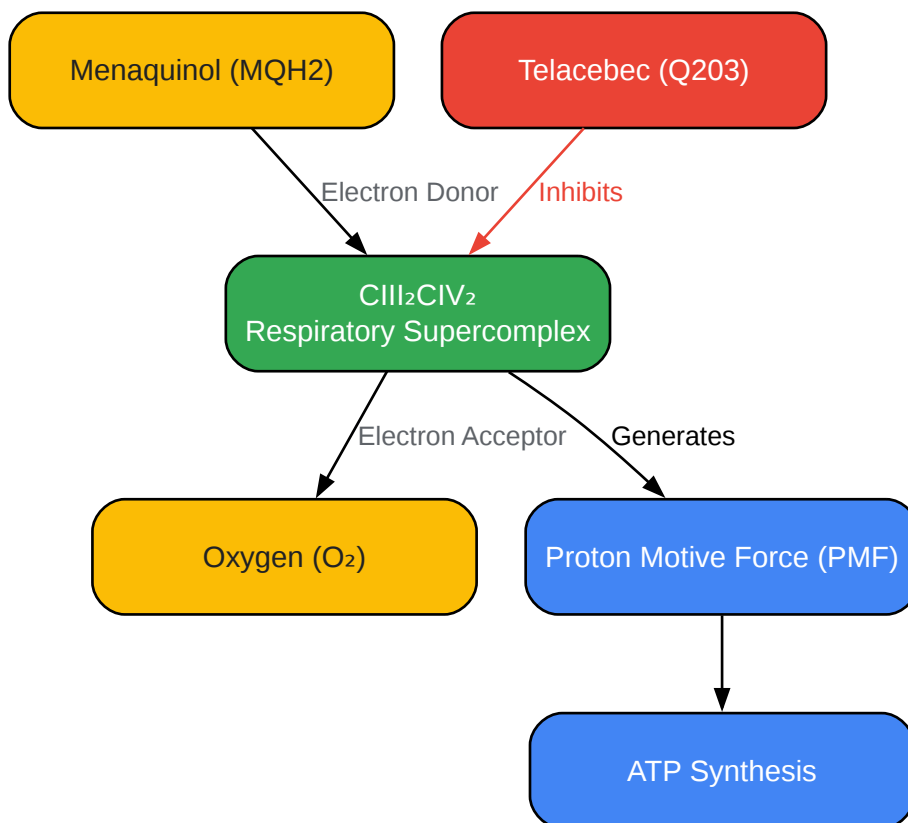 Menaquinol (MQH2)
Telacebec (Q203)
Electron Donor
Inhibits
CIII₂CIV₂
Respiratory Supercomplex
Electron Acceptor
Generates
Oxygen (O₂)
Proton Motive Force (PMF)
ATP Synthesis